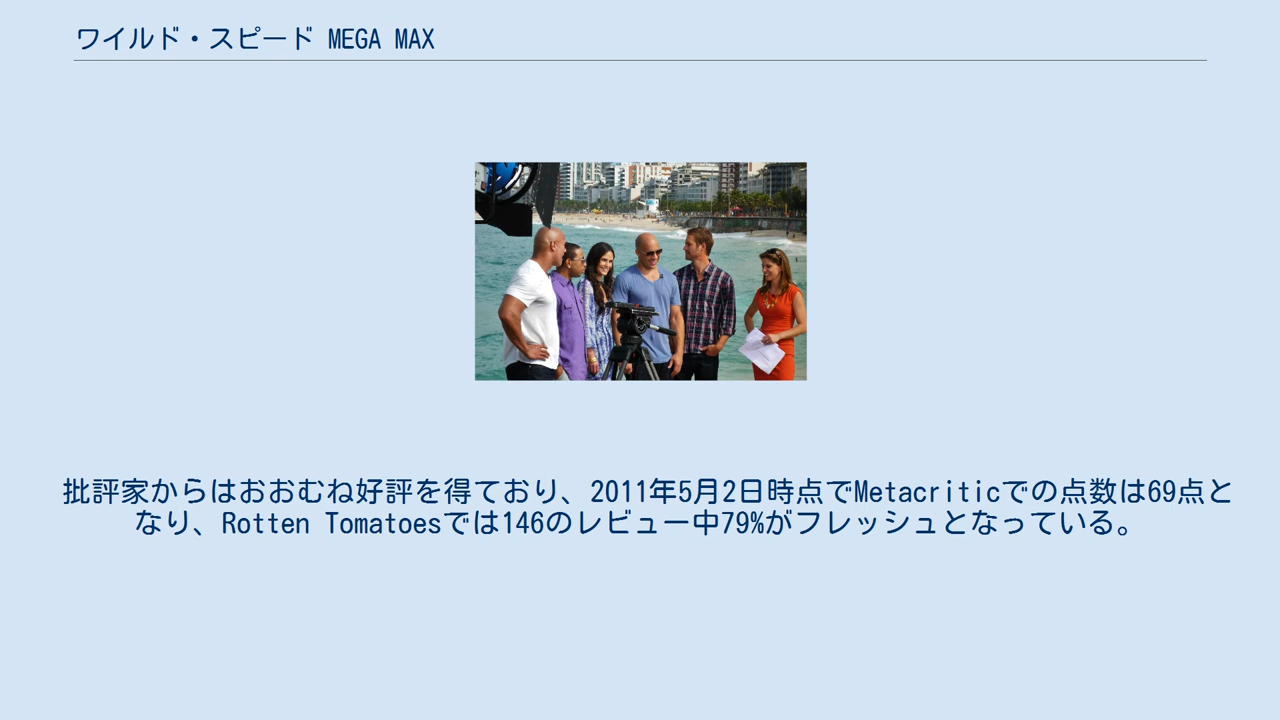 ワイルド・スピード MEGA MAX
批評家からはおおむね好評を得ており、2011年5月2日時点でMetacriticでの点数は69点と
なり、Rotten Tomatoesでは146のレビュー中79%がフレッシュとなっている。